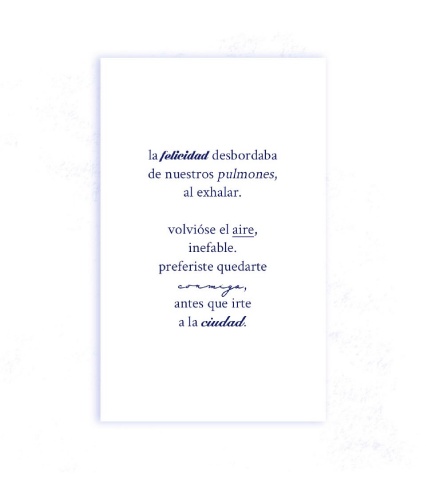 la felicidad desbordaba
de nuestros pulmones,
al exhalar.
volvióse el aire,
inefable.
preferiste quedarte
conmigo,
antes que irte
a la ciudad.